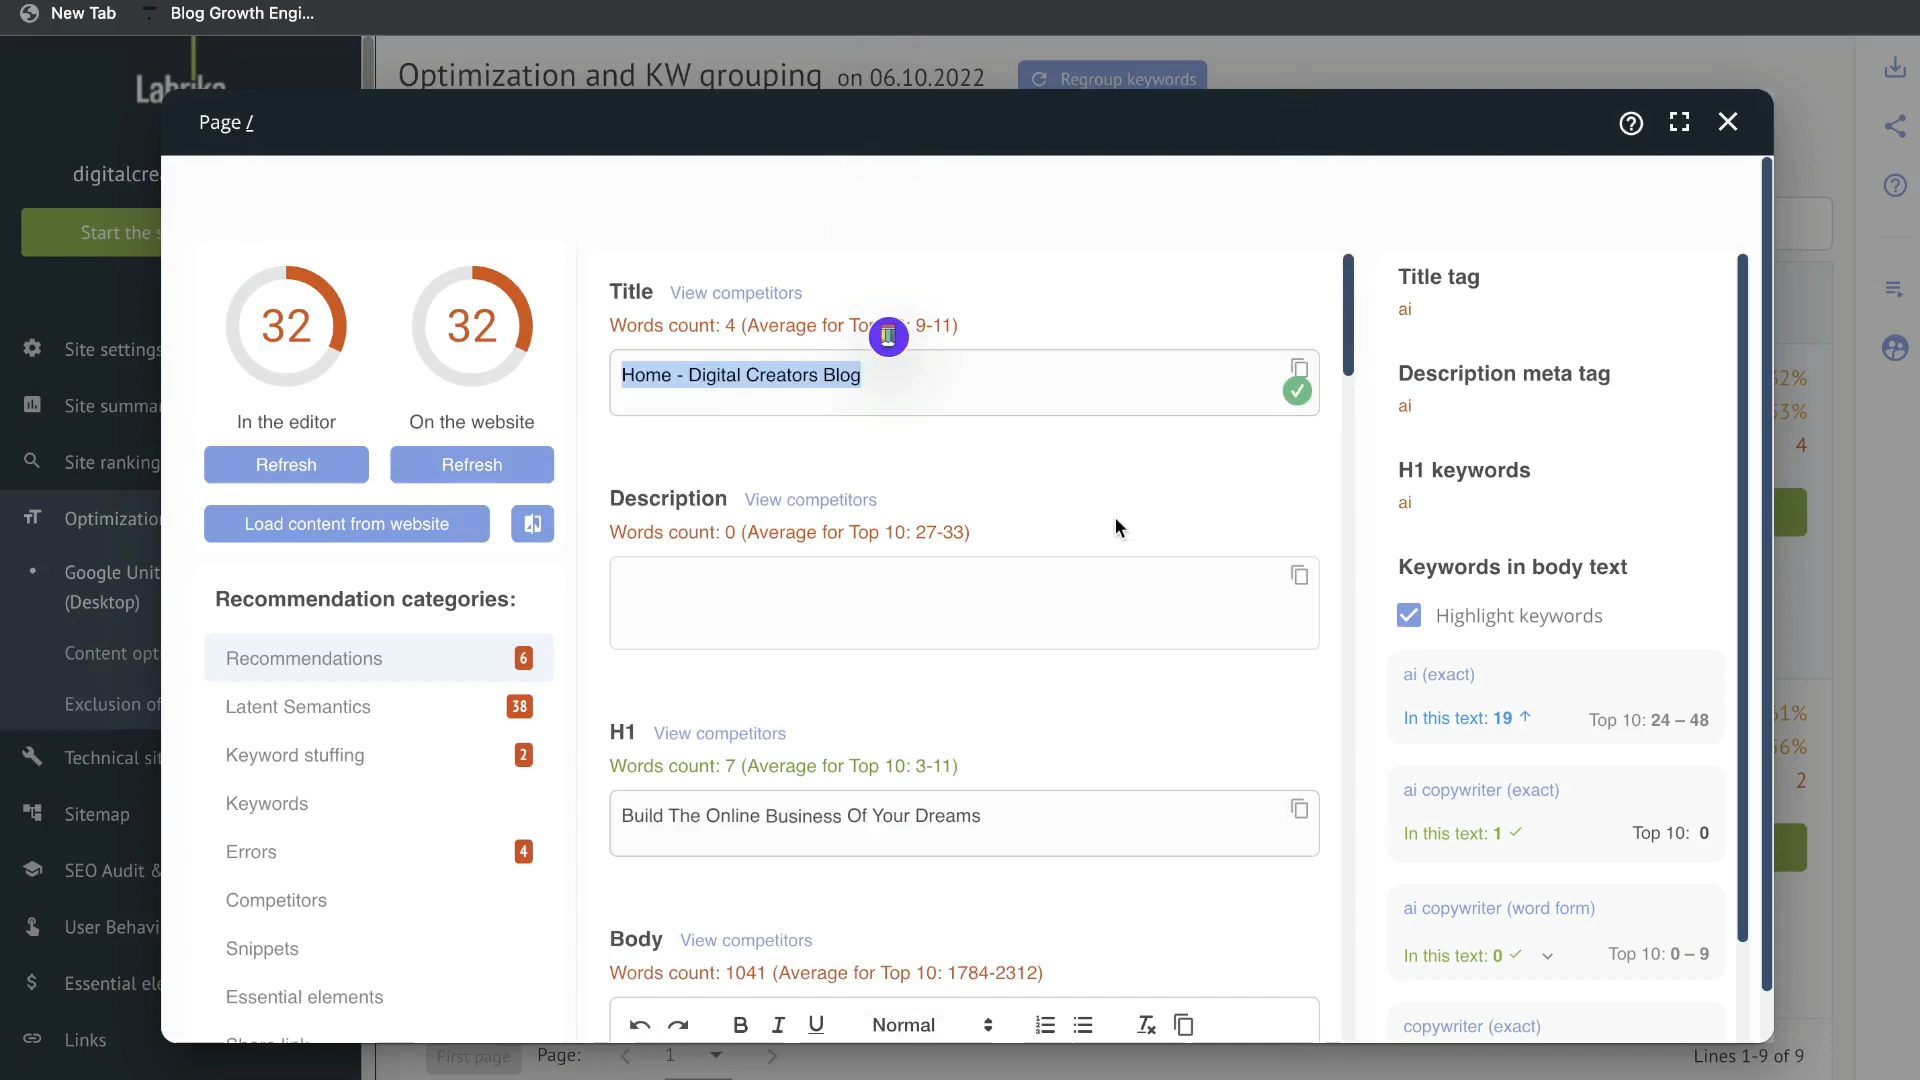 New Tab
Blog Growth Engi...
Optimization and KW grouping on 06.10.2022
Regroup keywords
digitalcre
Start the s
Site settings
Site summa
Site ranking
Optimizatio
Google Unit
(Desktop)
Content opt
Exclusion of
Technical sit
Sitemap
SEO Audit &
User Behavi
Essential ele
Links
Page /
32
32
In the editor
On the website
Refresh
Refresh
Load content from website
Recommendation categories:
Recommendations 6
Latent Semantics 38
Keyword stuffing 2
Keywords
Errors 4
Competitors
Snippets
Essential elements
Title View competitors
Words count: 4 (Average for To 9-11)
Home - Digital Creators Blog
Description View competitors
Words count: 0 (Average for Top 10: 27-33)
H1 View competitors
Words count: 7 (Average for Top 10: 3-11)
Build The Online Business Of Your Dreams
Body View competitors
Words count: 1041 (Average for Top 10: 1784-2312)
B I U Normal
Title tag
ai
Description meta tag
ai
H1 keywords
ai
Keywords in body text
Highlight keywords
ai (exact)
In this text: 19 ↑ Top 10: 24 – 48
ai copywriter (exact)
In this text: 1 ✓ Top 10: 0
ai copywriter (word form)
In this text: 0 ✓ Top 10: 0 – 9
copywriter (exact)
2%
3%
4
1%
6%
2
First page Page: 1
Lines 1-9 of 9